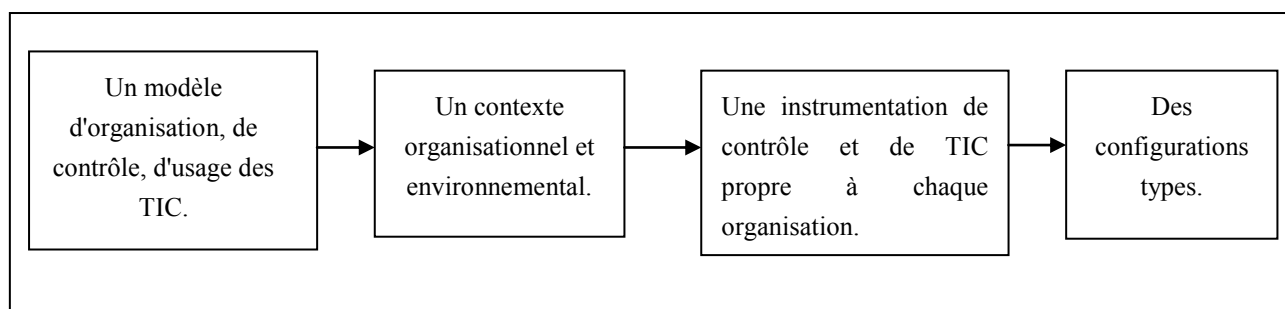 Un modèle
d'organisation, de
contrôle, d'usage des
TIC.
Un contexte
organisationnel et
environnemental.
Une instrumentation de
contrôle et de TIC
propre à chaque
organisation.
Des
configurations
types.